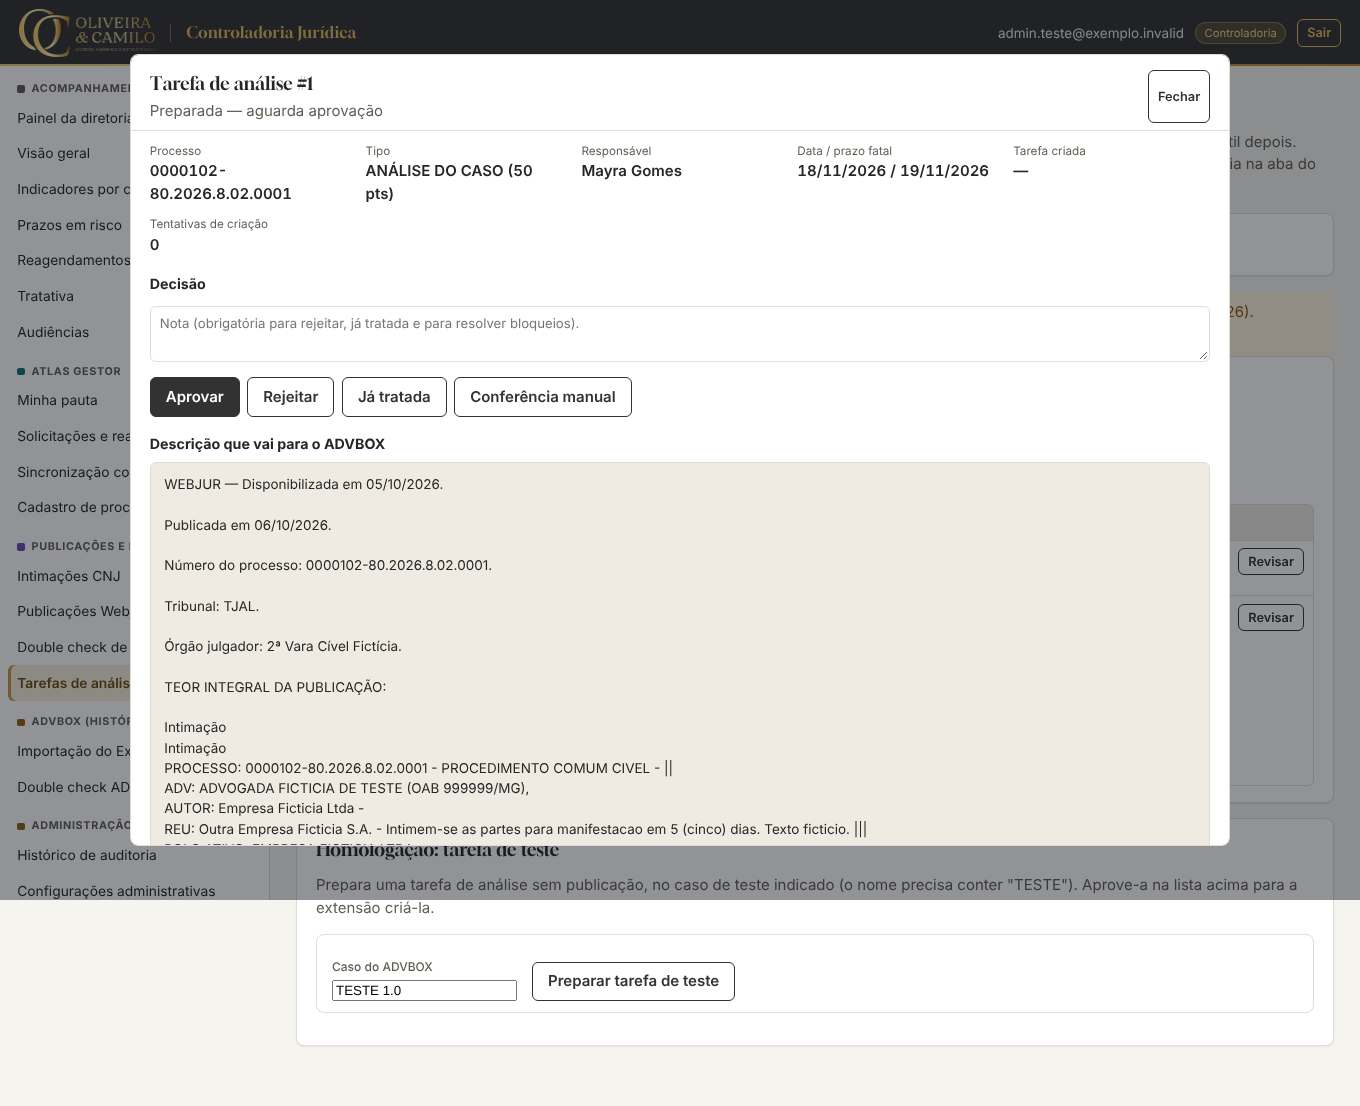 OLIVEIRA
& CAMILO
Controladoria Jurídica
admin.teste@exemplo.invalid
Controladoria
Sair
ACOMPANHAME
Painel da diretoria
Visão geral
Indicadores por c
Prazos em risco
Reagendamentos
Tratativa
Audiências
ATLAS GESTOR
Minha pauta
Solicitações e rea
Sincronização co
Cadastro de proc
PUBLICAÇÕES E
Intimações CNJ
Publicações Web
Double check de
Tarefas de anális
ADVBOX (HISTÓR
Importação do Ex
Double check AD
ADMINISTRAÇÃO
Histórico de auditoria
Configurações administrativas
Tarefa de análise #1
Preparada — aguarda aprovação
Fechar
Processo
0000102-
80.2026.8.02.0001
Tipo
ANÁLISE DO CASO (50
pts)
Responsável
Mayra Gomes
Data / prazo fatal
18/11/2026 / 19/11/2026
Tarefa criada
—
Tentativas de criação
0
Decisão
Nota (obrigatória para rejeitar, já tratada e para resolver bloqueios).
Aprovar
Rejeitar
Já tratada
Conferência manual
Descrição que vai para o ADVBOX
WEBJUR — Disponibilizada em 05/10/2026.
Publicada em 06/10/2026.
Número do processo: 0000102-80.2026.8.02.0001.
Tribunal: TJAL.
Órgão julgador: 2ª Vara Cível Fictícia.
TEOR INTEGRAL DA PUBLICAÇÃO:
Intimação
Intimação
PROCESSO: 0000102-80.2026.8.02.0001 - PROCEDIMENTO COMUM CIVEL - ||
ADV: ADVOGADA FICTICIA DE TESTE (OAB 999999/MG),
AUTOR: Empresa Ficticia Ltda -
REU: Outra Empresa Ficticia S.A. - Intimem-se as partes para manifestacao em 5 (cinco) dias. Texto ficticio. |||
til depois.
ia na aba do
26).
Revisar
Revisar
Homologação: tarefa de teste
Prepara uma tarefa de análise sem publicação, no caso de teste indicado (o nome precisa conter "TESTE"). Aprove-a na lista acima para a
extensão criá-la.
Caso do ADVBOX
TESTE 1.0
Preparar tarefa de teste